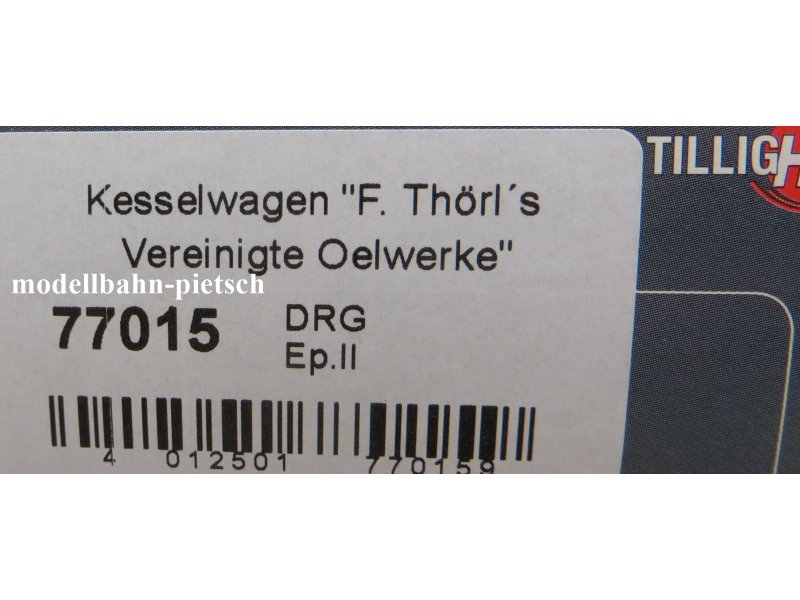 TILLIG H
Kesselwagen "F. Thörl´s
Vereinigte Oelwerke"
modellbahn-pietsch
77015 DRG
Ep.II
4 012501 770159